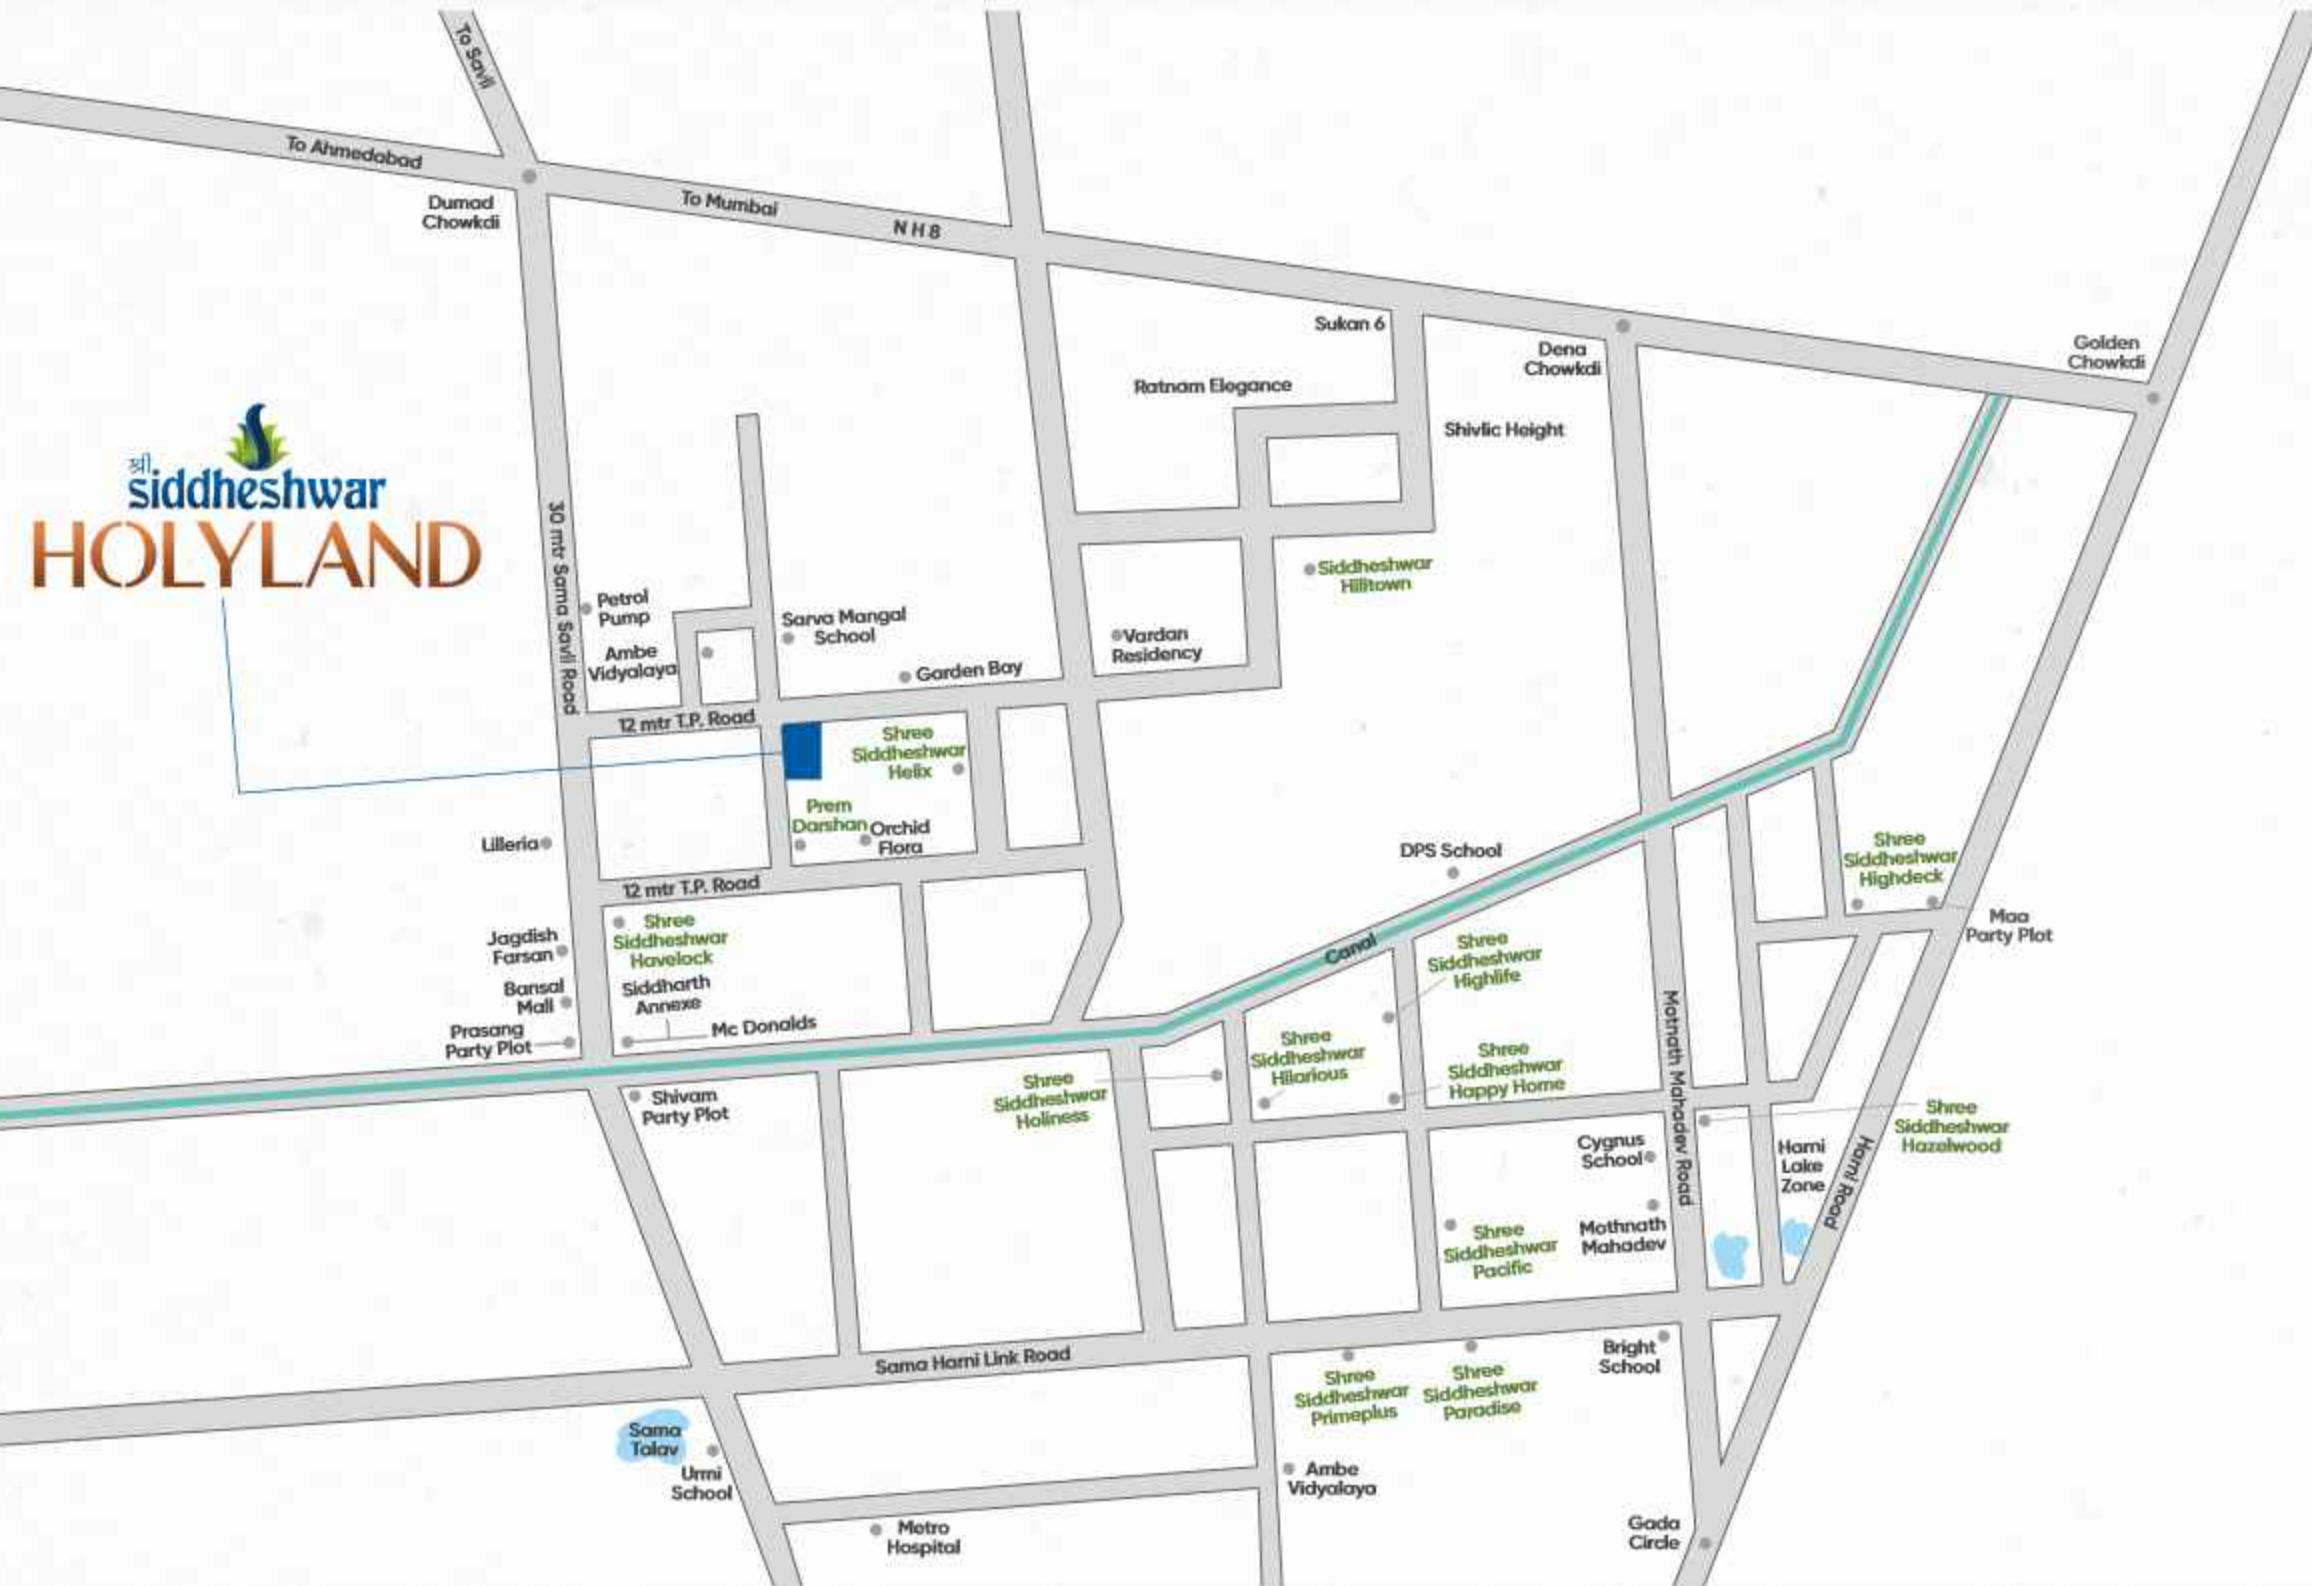 To Savli
To Ahmedabad
Dumad
Chowkdi
To Mumbai
N H 8
Sukan 6
Dena
Chowkdi
Golden
Chowkdi
Ratnam Elegance
Shivlic Height
श्री
siddheshwar
HOLYLAND
30 mtr Sama Savli Road
Petrol
Pump
Ambe
Vidyalaya
Sarva Mangal
School
Garden Bay
Siddheshwar
Hilltown
Vardan
Residency
12 mtr T.P. Road
Shree
Siddheshwar
Helix
Prem
Darshan
Orchid
Flora
Lilleria
12 mtr T.P. Road
DPS School
Shree
Siddheshwar
Highdeck
Maa
Party Plot
Jagdish
Farsan
Shree
Siddheshwar
Havelock
Bansal
Mall
Siddharth
Annexe
Prasang
Party Plot
Mc Donalds
Canal
Shree
Siddheshwar
Highlife
Shree
Siddheshwar
Hilarious
Shree
Siddheshwar
Happy Home
Shree
Siddheshwar
Holiness
Shivam
Party Plot
Motnath Mahadev Road
Shree
Siddheshwar
Hazelwood
Cygnus
School
Harni
Lake
Zone
Harni Road
Mothnath
Mahadev
Shree
Siddheshwar
Pacific
Sama Harni Link Road
Shree
Siddheshwar
Primeplus
Shree
Siddheshwar
Paradise
Bright
School
Sama
Talav
Urmi
School
Ambe
Vidyalaya
Metro
Hospital
Gada
Circle